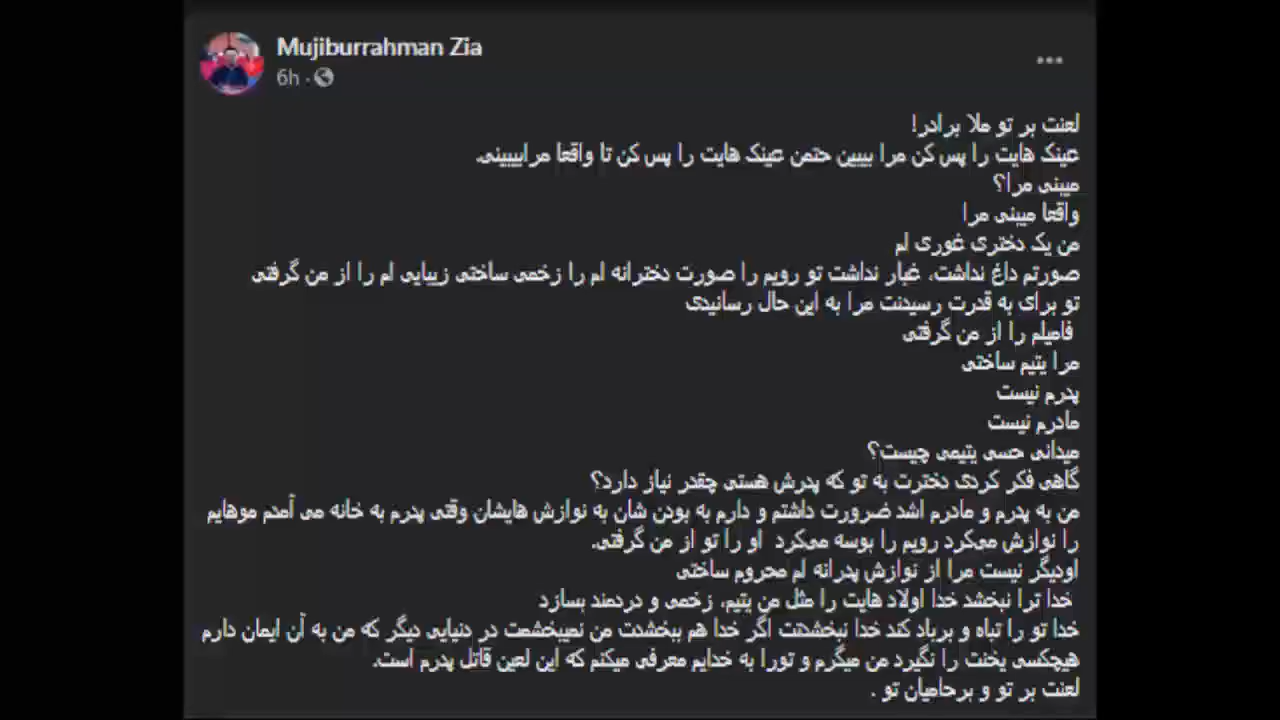 Mujiburrahman Zia
6h ·
لعنت بر تو ملا برادر!
عینک هایت را پس کن مرا ببیین حتمن عینک هایت را پس کن تا واقعا مراببینی.
میبنی مرا؟
واقعا میبنی مرا
من یک دختری غوری ام
صورتم داغ نداشت، غبار نداشت تو رویم را صورت دخترانه ام را زخمی ساختی زیبایی ام را از من گرفتی
تو برای به قدرت رسیدنت مرا به این حال رسانیدی
فامیلم را از من گرفتی
مرا یتیم ساختی
پدرم نیست
مادرم نیست
میدانی حسی یتیمی چیست؟
گاهی فکر کردی دخترت به تو که پدرش هستی چقدر نیاز دارد؟
من به پدرم و مادرم اشد ضرورت داشتم و دارم به بودن شان به نوازش هایشان وقتی پدرم به خانه می آمدم موهایم
را نوازش می‌کرد رویم را بوسه می‌کرد او را تو از من گرفتی.
اودیگر نیست مرا از نوازش پدرانه ام محروم ساختی
خدا ترا نبخشد خدا اولاد هایت را مثل من یتیم، زخمی و دردمند بسازد
خدا تو را تباه و برباد کند خدا نبخشدتت اگر خدا هم ببخشدت من نمیبخشمت در دنیایی دیگر که من به آن ایمان دارم
هیچکسی یخنت را نگیرد من میگرم و تورا به خدایم معرفی میکنم که این لعین قاتل پدرم است.
لعنت بر تو و برحامیان تو .